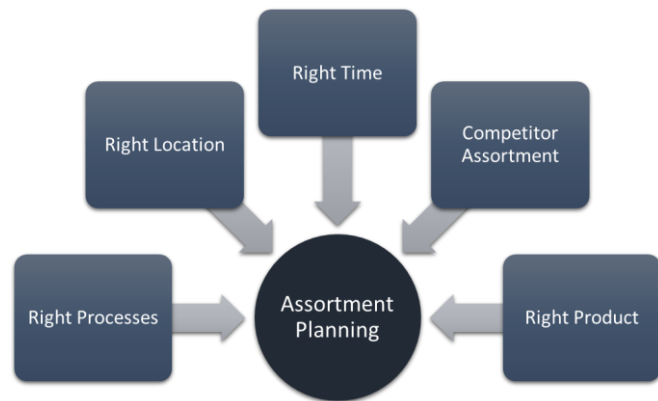 Right Time
Right Location
Competitor
Assortment
Right Processes
Assortment
Planning
Right Product